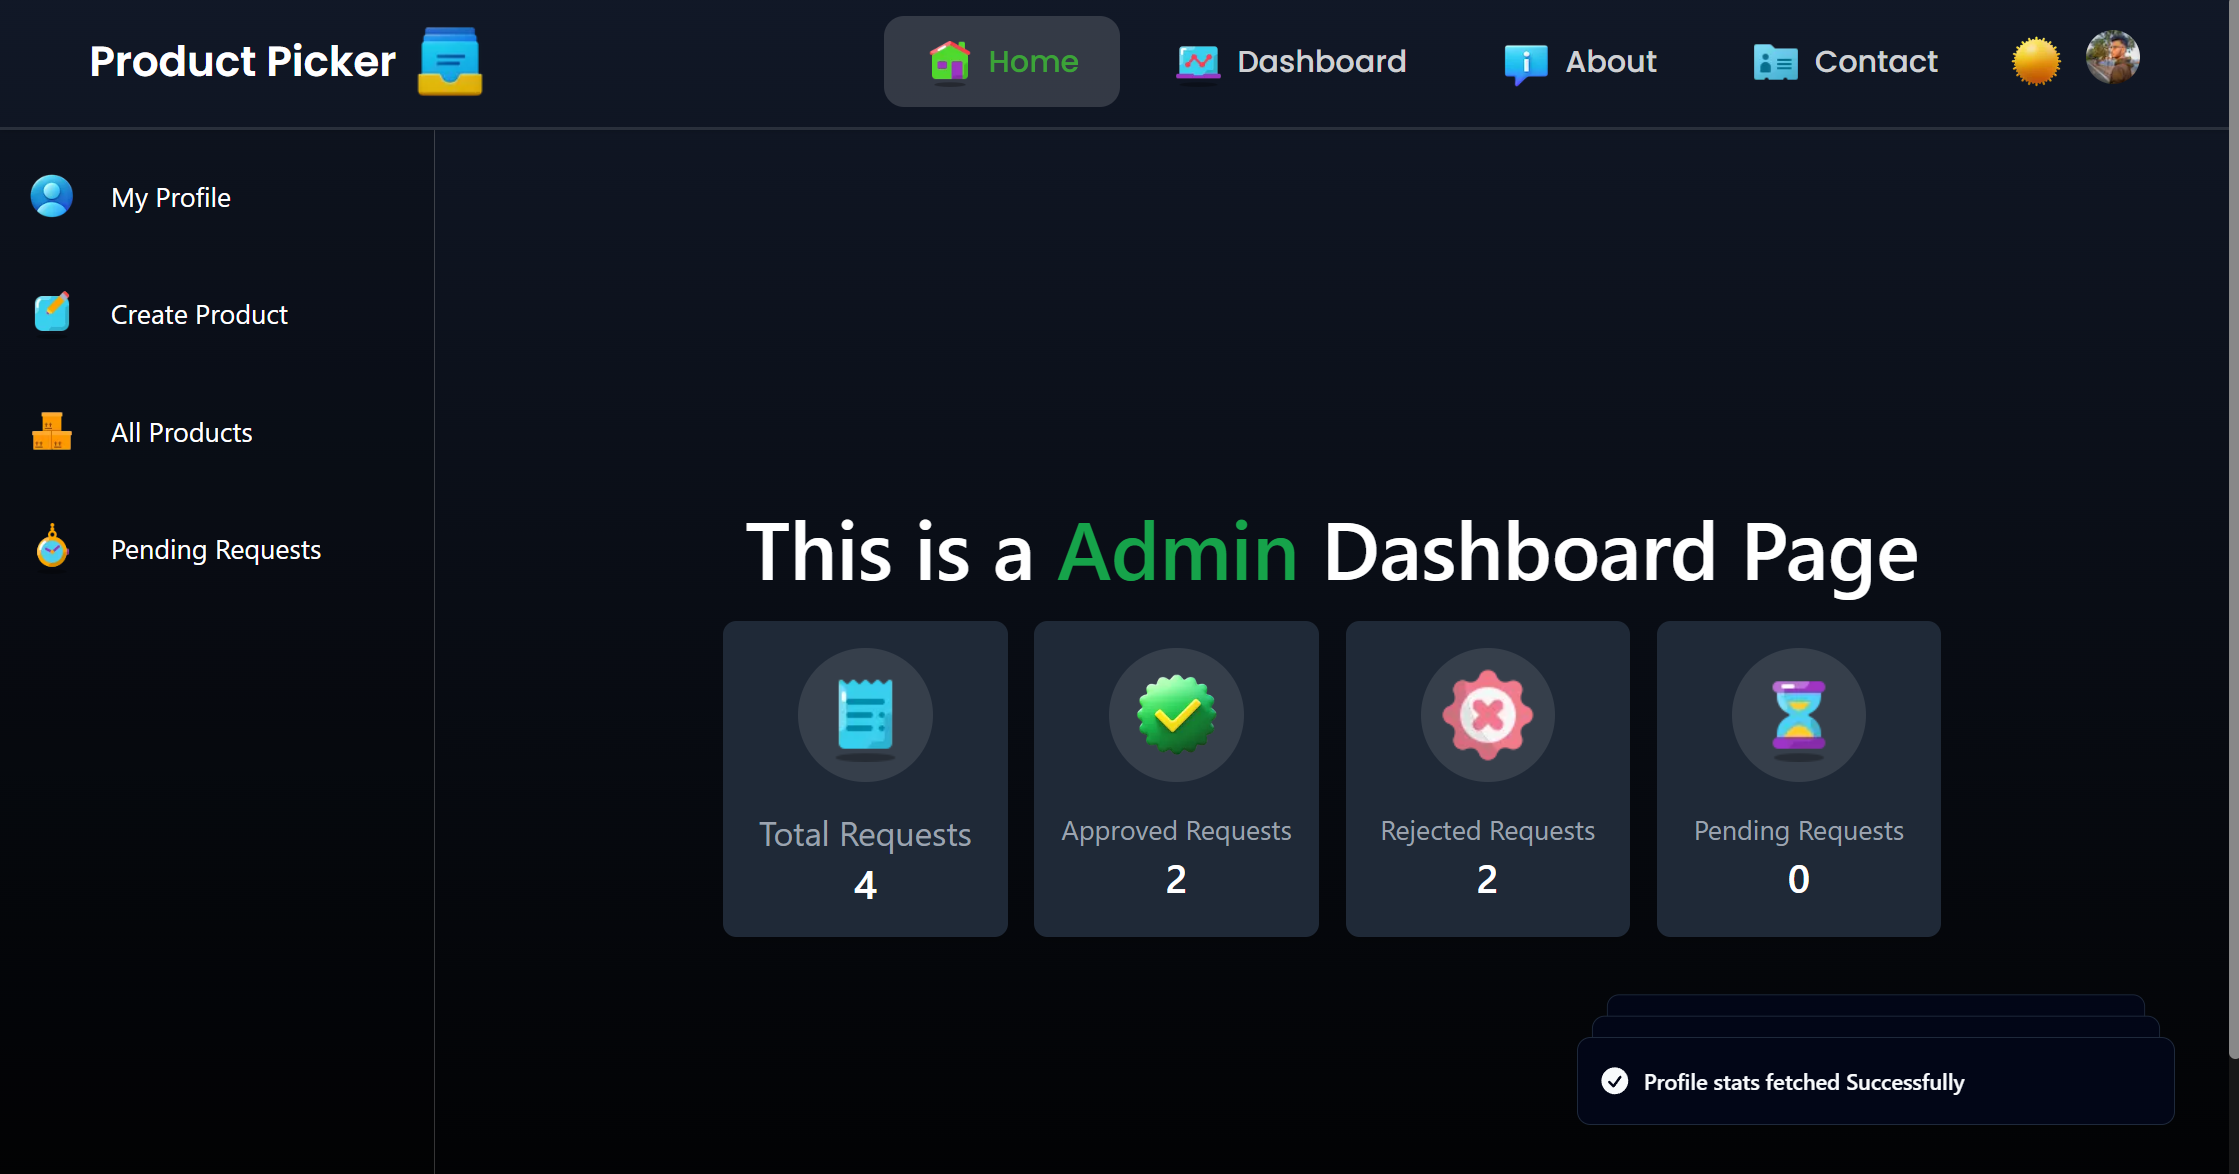 Product Picker
Home
Dashboard
About
Contact
My Profile
Create Product
All Products
Pending Requests
This is a Admin Dashboard Page
Total Requests
4
Approved Requests
2
Rejected Requests
2
Pending Requests
0
Profile stats fetched Successfully